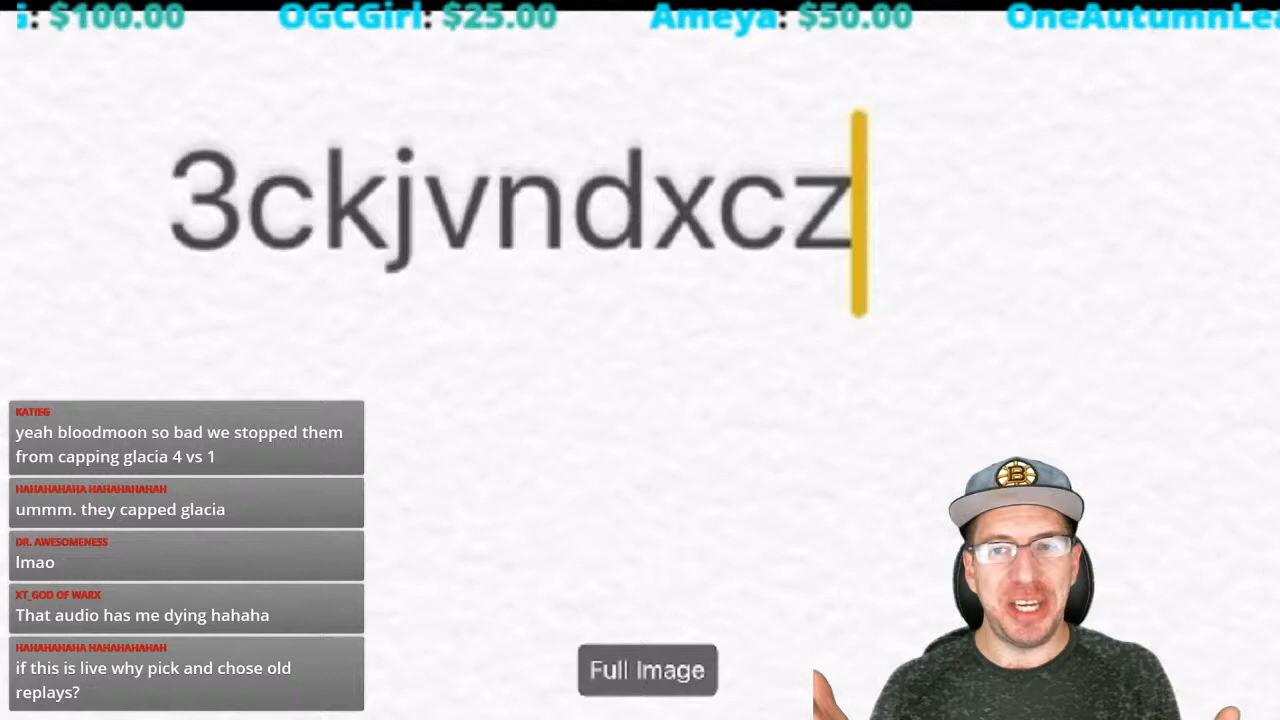 : $100.00 OGCGirl: $25.00 Ameya: $50.00 OneAutumnLea
3ckjvndxcz
KATIEG
yeah bloodmoon so bad we stopped them
from capping glacia 4 vs 1
HAHAHAHAHA HAHAHAHAHAH
ummm. they capped glacia
DR. AWESOMENESS
lmao
XT_GOD OF WARX
That audio has me dying hahaha
HAHAHAHAHA HAHAHAHAHAH
if this is live why pick and chose old
replays?
Full Image
B